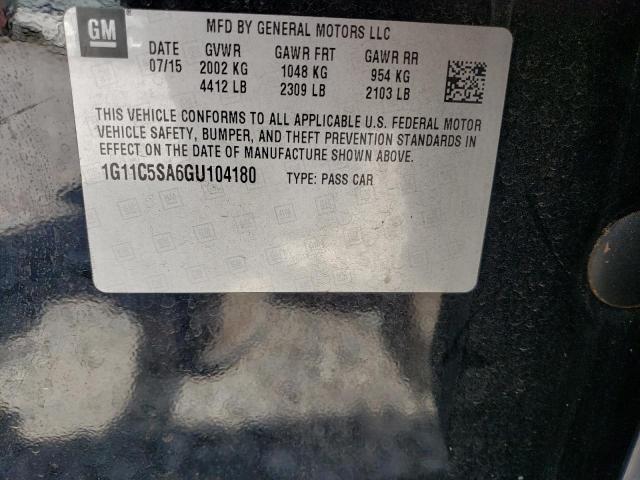 GM
MFD BY GENERAL MOTORS LLC
DATE GVWR GAWR FRT GAWR RR
07/15 2002 KG 1048 KG 954 KG
4412 LB 2309 LB 2103 LB
THIS VEHICLE CONFORMS TO ALL APPLICABLE U.S. FEDERAL MOTOR
VEHICLE SAFETY, BUMPER, AND THEFT PREVENTION STANDARDS IN
EFFECT ON THE DATE OF MANUFACTURE SHOWN ABOVE.
1G11C5SA6GU104180 TYPE: PASS CAR